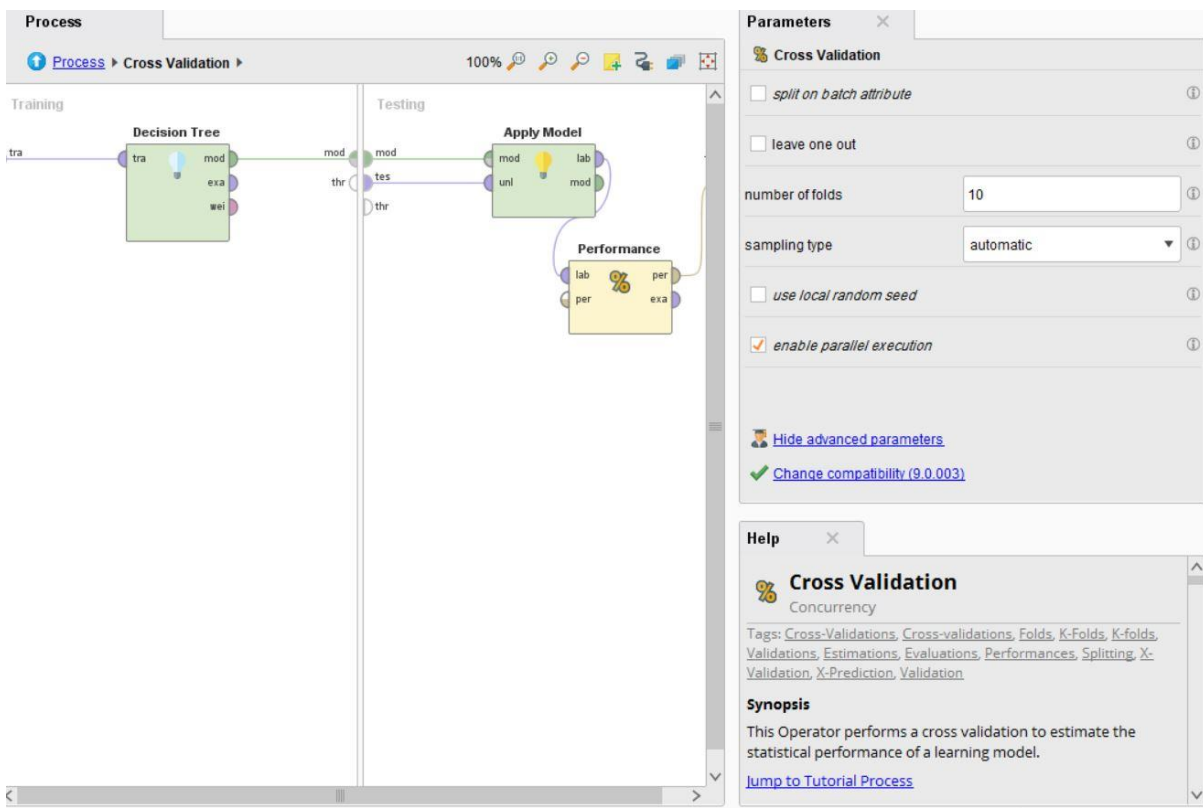 Process
Process Cross Validation
100%
Training
Testing
Decision Tree
Apply Model
tra
tra mod
mod
mod
mod lab
exa
thr
tes
unl mod
wei
thr
Performance
lab per
per exa
Parameters
Cross Validation
split on batch attribute
leave one out
number of folds 10
sampling type automatic
use local random seed
enable parallel execution
Hide advanced parameters
Change compatibility (9.0.003)
Help
Cross Validation
Concurrency
Tags: Cross-Validations, Cross-validations, Folds, K-Folds, K-folds,
Validations, Estimations, Evaluations, Performances, Splitting, X-
Validation, X-Prediction, Validation
Synopsis
This Operator performs a cross validation to estimate the
statistical performance of a learning model.
Jump to Tutorial Process